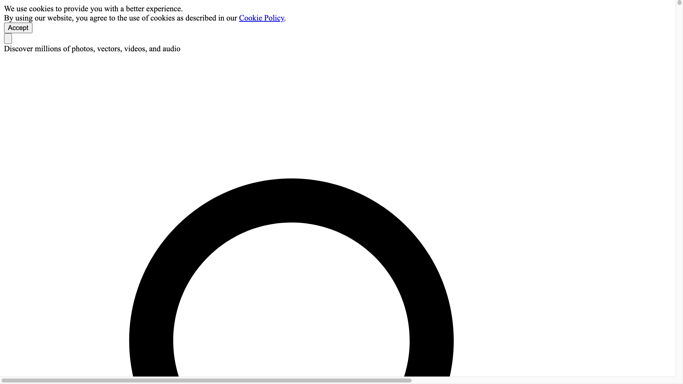 We use cookies to provide you with a better experience.
By using our website, you agree to the use of cookies as described in our Cookie Policy.
Accept
Discover millions of photos, vectors, videos, and audio